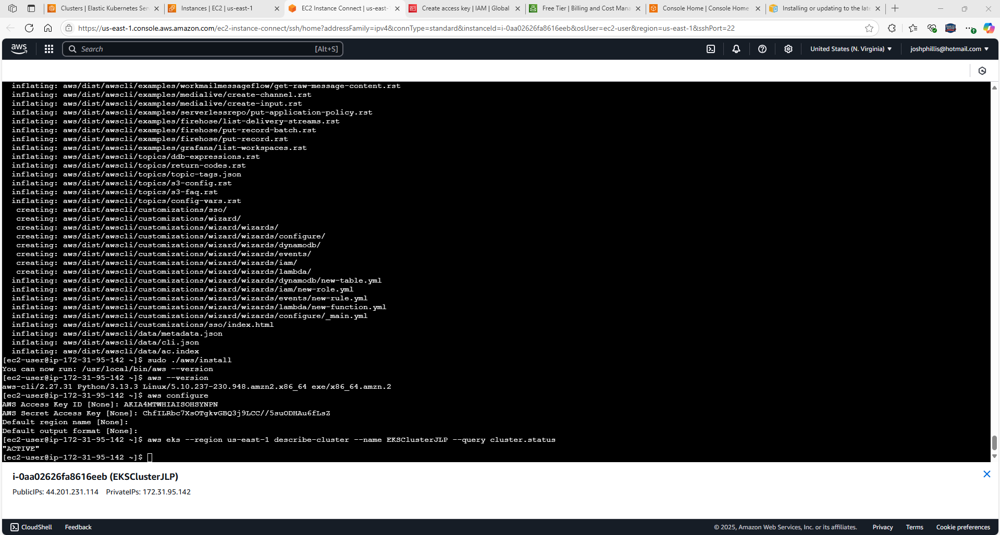 Clusters | Elastic Kubernetes Ser
Instances | EC2 | us-east-1
EC2 Instance Connect | us-east-
Create access key | IAM | Global
Free Tier | Billing and Cost Mana
Console Home | Console Home
Installing or updating to the late
https://us-east-1.console.aws.amazon.com/ec2-instance-connect/ssh/home?addressFamily=ipv4&connType=standard&instanceId=i-0aa02626fa8616eeb&osUser=ec2-user&region=us-east-1&sshPort=22
aws
Search
[Alt+S]
United States (N. Virginia)
joshphillis@hotmail.com
inflating: aws/dist/awscli/examples/workmailmessageflow/get-raw-message-content.rst
inflating: aws/dist/awscli/examples/medialive/create-channel.rst
inflating: aws/dist/awscli/examples/medialive/create-input.rst
inflating: aws/dist/awscli/examples/serverlessrepo/put-application-policy.rst
inflating: aws/dist/awscli/examples/firehose/list-delivery-streams.rst
inflating: aws/dist/awscli/examples/firehose/put-record-batch.rst
inflating: aws/dist/awscli/examples/firehose/put-record.rst
inflating: aws/dist/awscli/examples/grafana/list-workspaces.rst
inflating: aws/dist/awscli/topics/ddb-expressions.rst
inflating: aws/dist/awscli/topics/return-codes.rst
inflating: aws/dist/awscli/topics/topic-tags.json
inflating: aws/dist/awscli/topics/s3-config.rst
inflating: aws/dist/awscli/topics/s3-faq.rst
inflating: aws/dist/awscli/topics/config-vars.rst
creating: aws/dist/awscli/customizations/sso/
creating: aws/dist/awscli/customizations/wizard/
creating: aws/dist/awscli/customizations/wizard/wizards/
creating: aws/dist/awscli/customizations/wizard/wizards/configure/
creating: aws/dist/awscli/customizations/wizard/wizards/dynamodb/
creating: aws/dist/awscli/customizations/wizard/wizards/events/
creating: aws/dist/awscli/customizations/wizard/wizards/iam/
creating: aws/dist/awscli/customizations/wizard/wizards/lambda/
inflating: aws/dist/awscli/customizations/wizard/wizards/dynamodb/new-table.yml
inflating: aws/dist/awscli/customizations/wizard/wizards/iam/new-role.yml
inflating: aws/dist/awscli/customizations/wizard/wizards/events/new-rule.yml
inflating: aws/dist/awscli/customizations/wizard/wizards/lambda/new-function.yml
inflating: aws/dist/awscli/customizations/wizard/wizards/configure/_main.yml
inflating: aws/dist/awscli/customizations/sso/index.html
inflating: aws/dist/awscli/data/metadata.json
inflating: aws/dist/awscli/data/cli.json
inflating: aws/dist/awscli/data/ac.index
[ec2-user@ip-172-31-95-142 ~]$ sudo ./aws/install
You can now run: /usr/local/bin/aws --version
[ec2-user@ip-172-31-95-142 ~]$ aws --version
aws-cli/2.27.31 Python/3.13.3 Linux/5.10.237-230.948.amzn2.x86_64 exe/x86_64.amzn.2
[ec2-user@ip-172-31-95-142 ~]$ aws configure
AWS Access Key ID [None]: AKIA4MTWHIAISOHSYNPN
AWS Secret Access Key [None]: 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
Default region name [None]:
Default output format [None]:
[ec2-user@ip-172-31-95-142 ~]$ aws eks --region us-east-1 describe-cluster --name EKSClusterJLP --query cluster.status
"ACTIVE"
[ec2-user@ip-172-31-95-142 ~]$
i-0aa02626fa8616eeb (EKSClusterJLP)
PublicIPs: 44.201.231.114 PrivateIPs: 172.31.95.142
CloudShell
Feedback
© 2025, Amazon Web Services, Inc. or its affiliates.
Privacy
Terms
Cookie preferences